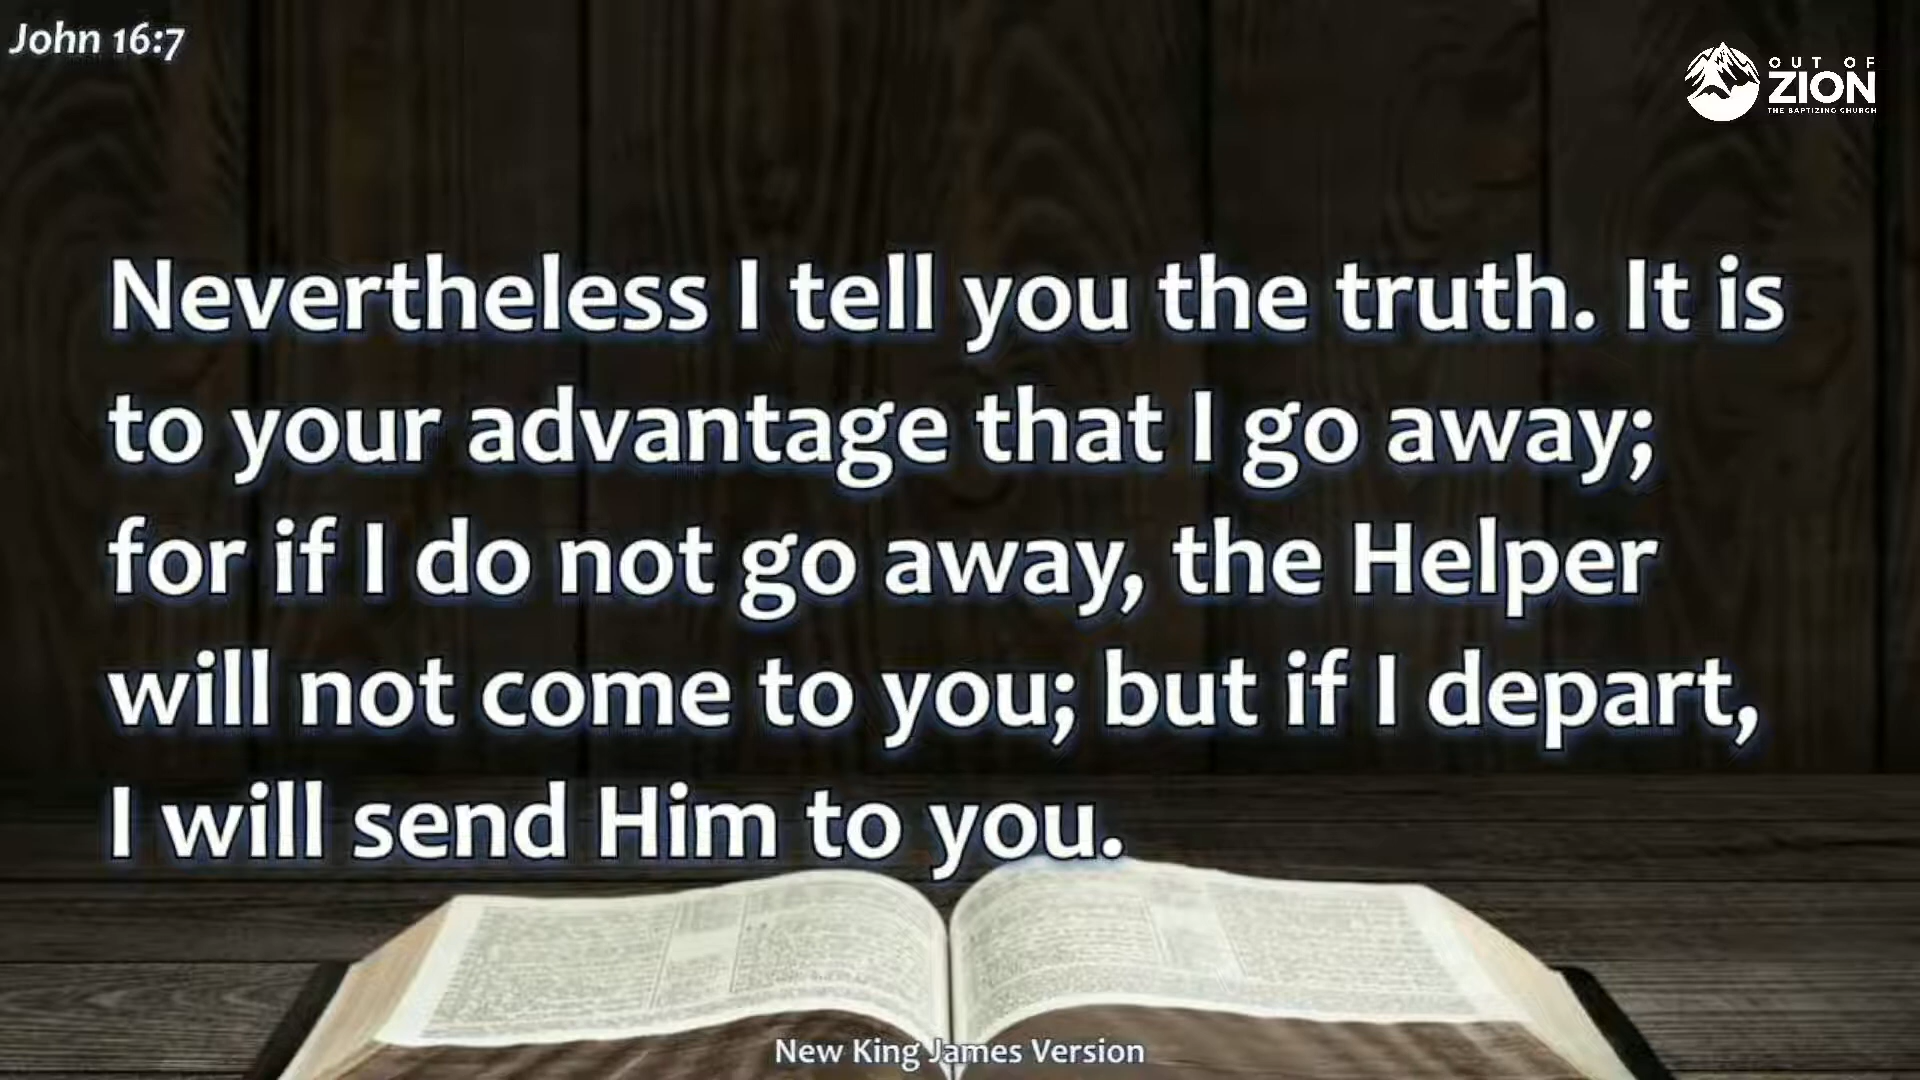 John 16:7
OUT OF
ZION
THE BAPTIZING CHURCH
Nevertheless I tell you the truth. It is
to your advantage that I go away;
for if I do not go away, the Helper
will not come to you; but if I depart,
I will send Him to you.
New King James Version